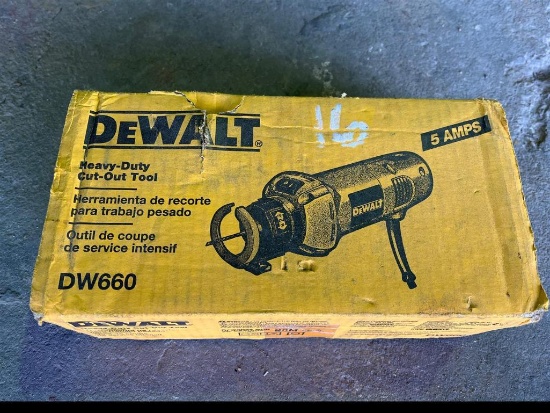 DEWALT®
16
5 AMPS
Heavy-Duty
Cut-Out Tool
Herramienta de recorte
para trabajo pesado
Outil de coupe
de service intensif
DW660
DEWALT
DEWALT